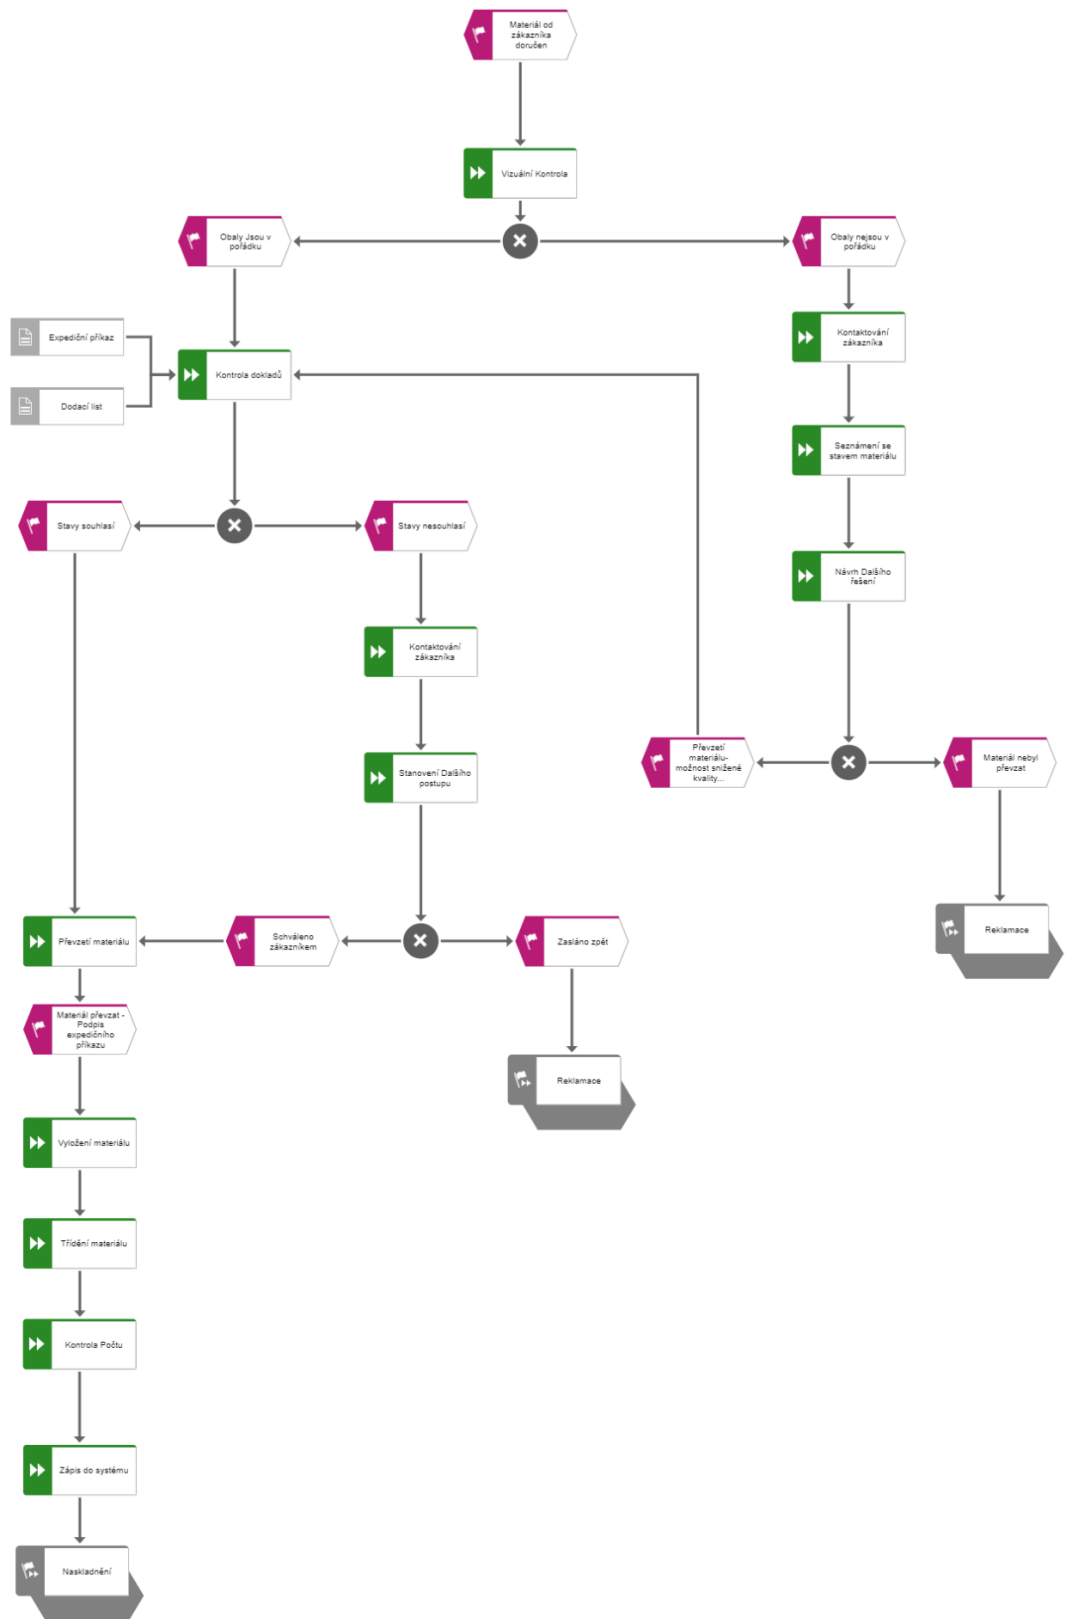 Materiál od
zákazníka
doručen
Vizuální Kontrola
Obaly Jsou v
pořádku
Obaly nejsou v
pořádku
Expediční příkaz
Kontaktování
zákazníka
Kontrola dokladů
Dodací list
Seznámení se
stavem materiálu
Stavy souhlasí
Stavy nesouhlasí
Návrh Dalšího
řešení
Kontaktování
zákazníka
Převzetí
materiálu-
možnost snížené
kvality...
Materiál nebyl
převzat
Stanovení Dalšího
postupu
Převzetí materiálu
Schváleno
zákazníkem
Zasláno zpět
Reklamace
Materiál převzat -
Podpis
expedičního
příkazu
Reklamace
Vyložení materiálu
Třídění materiálu
Kontrola Počtu
Zápis do systému
Naskladnění